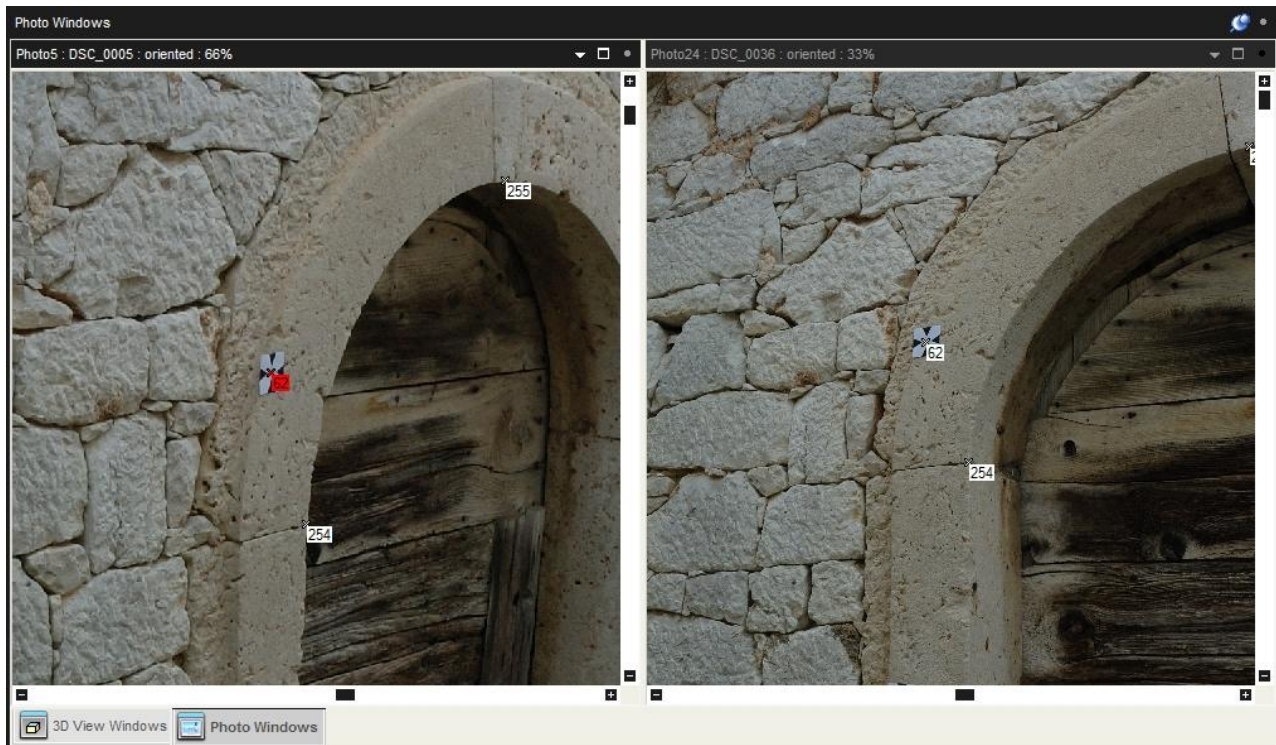 Photo Windows
Photo5 : DSC_0005 : oriented : 66%
Photo24 : DSC_0036 : oriented : 33%
255
62
254
2
62
254
3D View Windows
Photo Windows